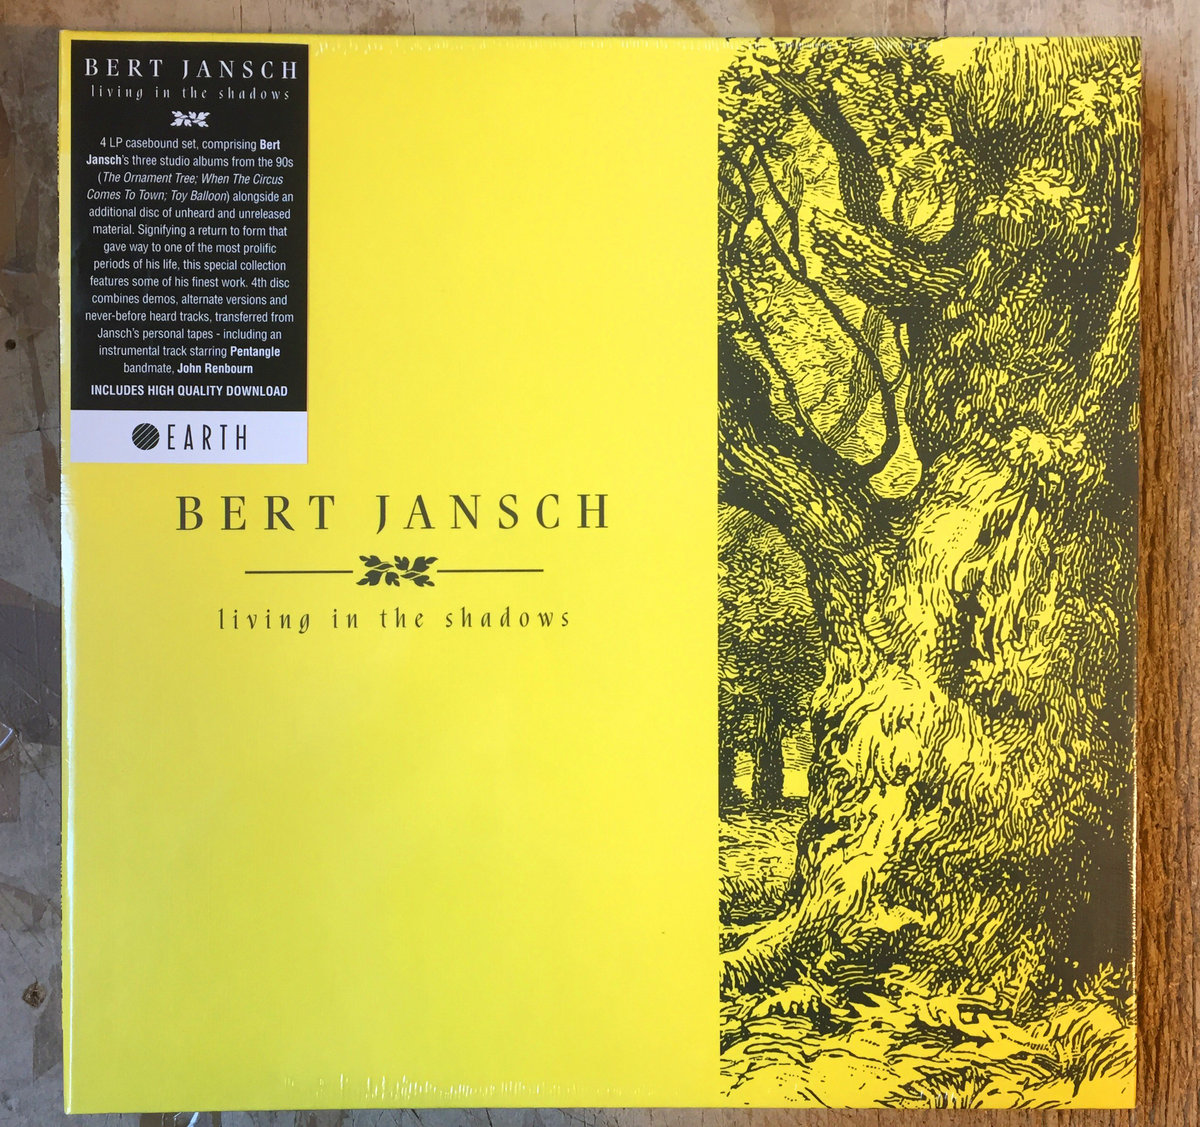 BERT JANSCH
living in the shadows
4 LP casebound set, comprising Bert
Jansch's three studio albums from the 90s
(The Ornament Tree; When The Circus
Comes To Town; Toy Balloon) alongside an
additional disc of unheard and unreleased
material. Signifying a return to form that
gave way to one of the most prolific
periods of his life, this special collection
features some of his finest work. 4th disc
combines demos, alternate versions and
never-before heard tracks, transferred from
Jansch's personal tapes - including an
instrumental track starring Pentangle
bandmate, John Renbourn
INCLUDES HIGH QUALITY DOWNLOAD
EARTH
BERT JANSCH
living in the shadows